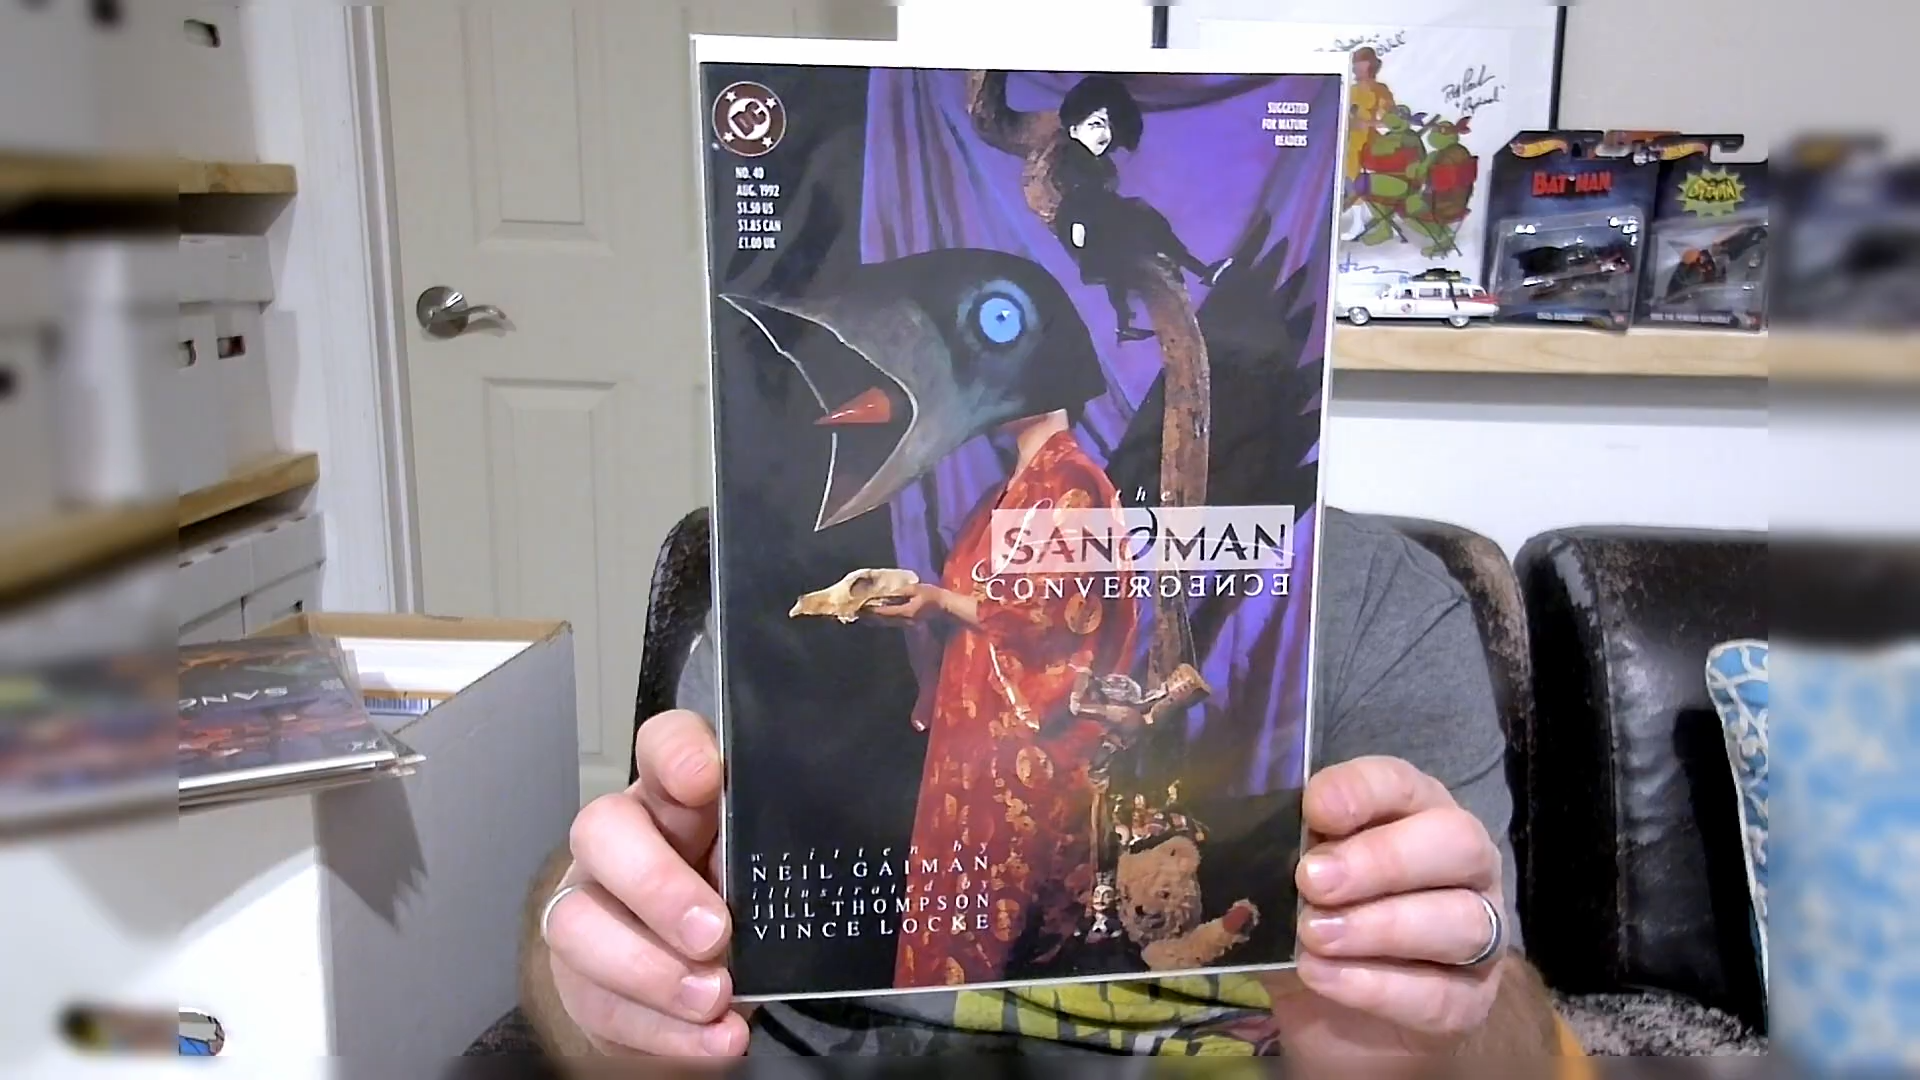 DC
NO. 40
AUG. 1992
$1.50 US
$1.85 CAN
£1.00 UK
SUGGESTED
FOR MATURE
READERS
the
SANDMAN
CONVERGENCE
written by
NEIL GAIMAN
illustrated by
JILL THOMPSON
VINCE LOCKE
BATMAN